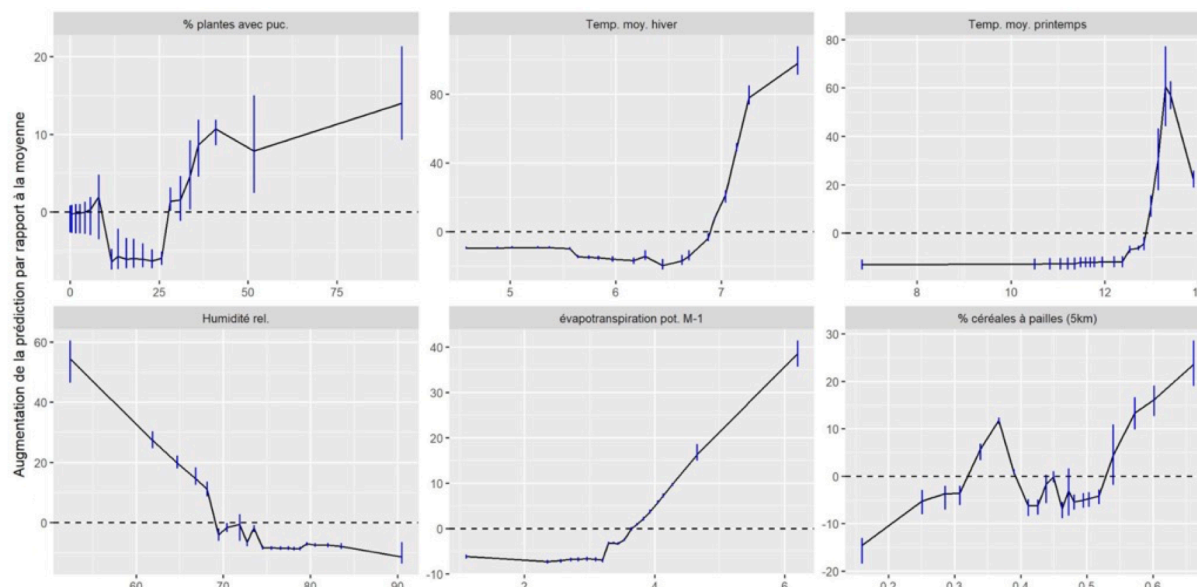 % plantes avec puc.
Temp. moy. hiver
Temp. moy. printemps
Augmentation de la prédiction par rapport à la moyenne
20
10
0
0 25 50 75
80
40
0
5 6 7
80
60
40
20
0
-20
8 10 12
Humidité rel.
évapotranspiration pot. M-1
% céréales à pailles (5km)
60
40
20
0
60 70 80 90
40
30
20
10
0
-10
2 4 6
30
20
10
0
-10
-20
0.2 0.3 0.4 0.5 0.6